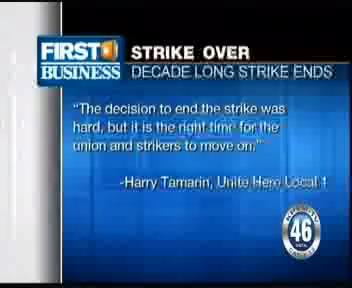 FIRST 1
BUSINESS
STRIKE OVER
DECADE LONG STRIKE ENDS
“The decision to end the strike was
hard, but it is the right time for the
union and strikers to move on.”
-Harry Tamarin, Unite Here Local 1
46